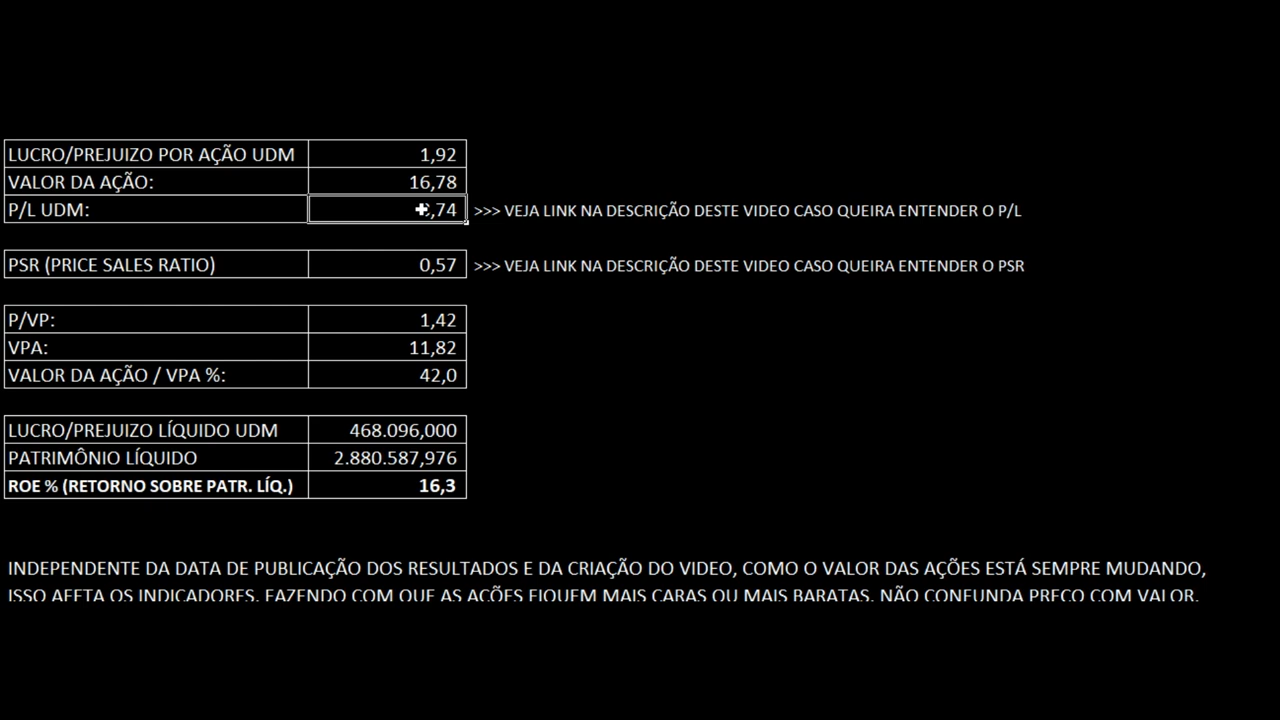 LUCRO/PREJUIZO POR AÇÃO UDM 1,92
VALOR DA AÇÃO: 16,78
P/L UDM: ,74 >>> VEJA LINK NA DESCRIÇÃO DESTE VIDEO CASO QUEIRA ENTENDER O P/L
PSR (PRICE SALES RATIO) 0,57 >>> VEJA LINK NA DESCRIÇÃO DESTE VIDEO CASO QUEIRA ENTENDER O PSR
P/VP: 1,42
VPA: 11,82
VALOR DA AÇÃO / VPA %: 42,0
LUCRO/PREJUIZO LÍQUIDO UDM 468.096,000
PATRIMÔNIO LÍQUIDO 2.880.587,976
ROE % (RETORNO SOBRE PATR. LÍQ.) 16,3
INDEPENDENTE DA DATA DE PUBLICAÇÃO DOS RESULTADOS E DA CRIAÇÃO DO VIDEO, COMO O VALOR DAS AÇÕES ESTÁ SEMPRE MUDANDO,
ISSO AFETA OS INDICADORES, FAZENDO COM QUE AS AÇÕES FIQUEM MAIS CARAS OU MAIS BARATAS. NÃO CONFUNDA PREÇO COM VALOR.